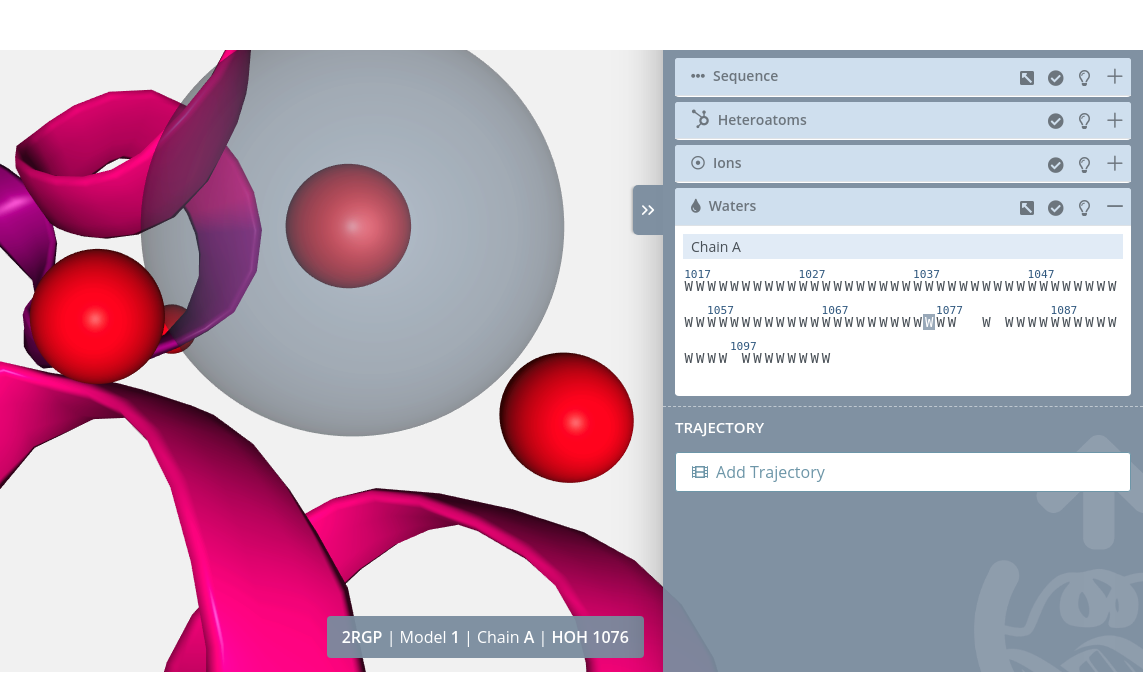 Sequence
Heteroatoms
Ions
Waters
Chain A
1017 1027 1037 1047
WWWWWWWWWWWWWWWWWWWWWWWWWWWWWWWWWWWWWW
1057 1067 1077 1087
WWWWWWWWWWWWWWWWWWWWWWWW W WWWWWWWWWW
1097
WWWW WWWWWWWW
TRAJECTORY
Add Trajectory
2RGP | Model 1 | Chain A | HOH 1076